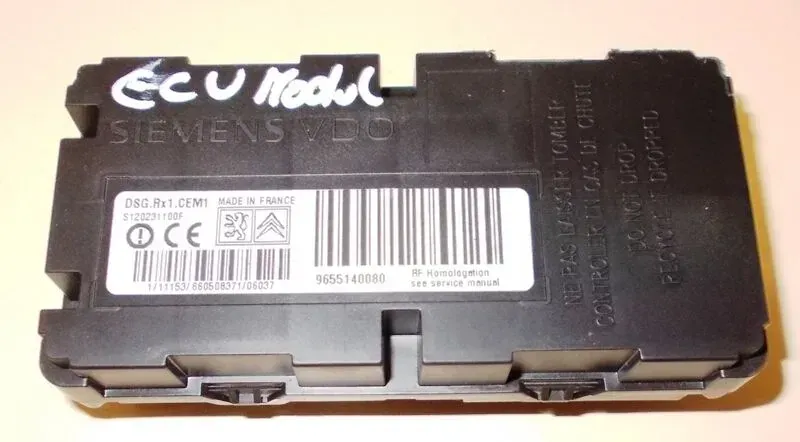 ECU Modul
SIEMENS VDO
DSG.Rx1.CEM1 MADE IN FRANCE
S120231100F
CE
1/11153/660508371/06037
9655140080
RF Homologation
see service manual
NE PAS LAISSER TOMBER
CONTROLER EN CAS DE CHUTE
DO NOT DROP
RECYCLE IF DROPPED